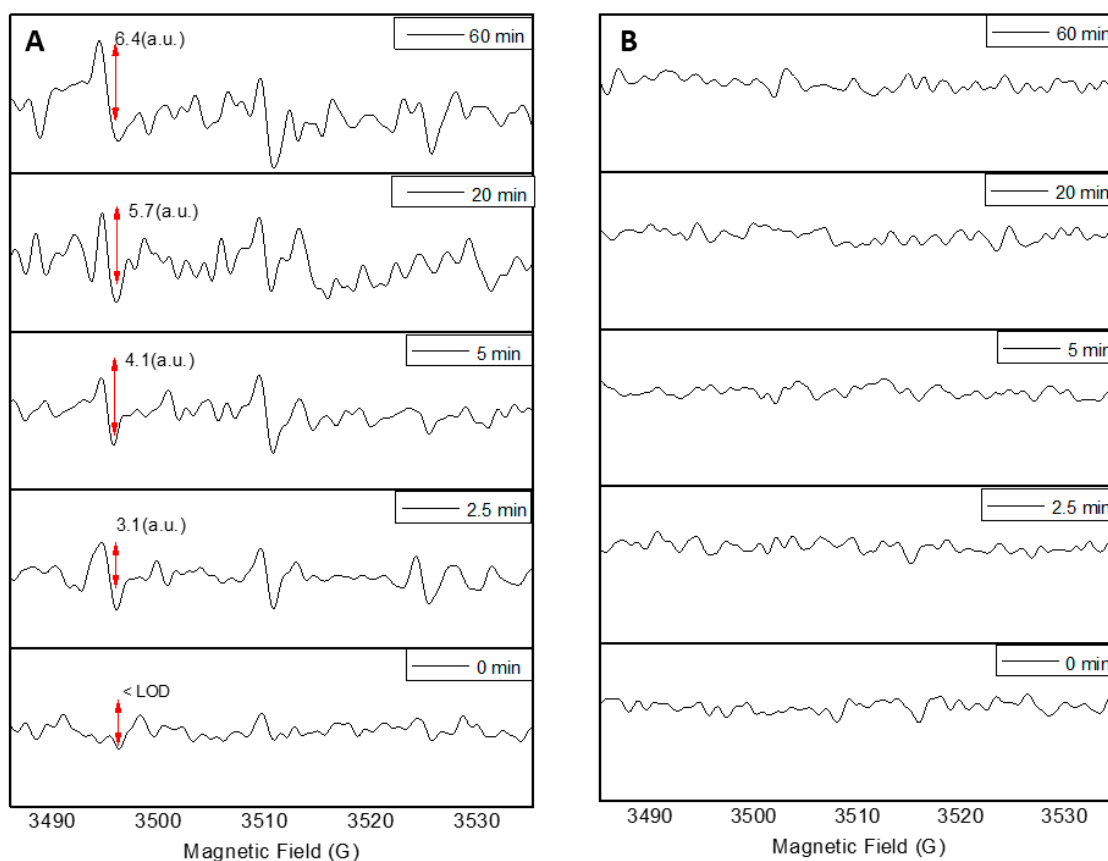 A
6.4(a.u.)
60 min
5.7(a.u.)
20 min
4.1(a.u.)
5 min
3.1(a.u.)
2.5 min
< LOD
0 min
3490 3500 3510 3520 3530
Magnetic Field (G)
B
60 min
20 min
5 min
2.5 min
0 min
3490 3500 3510 3520 3530
Magnetic Field (G)